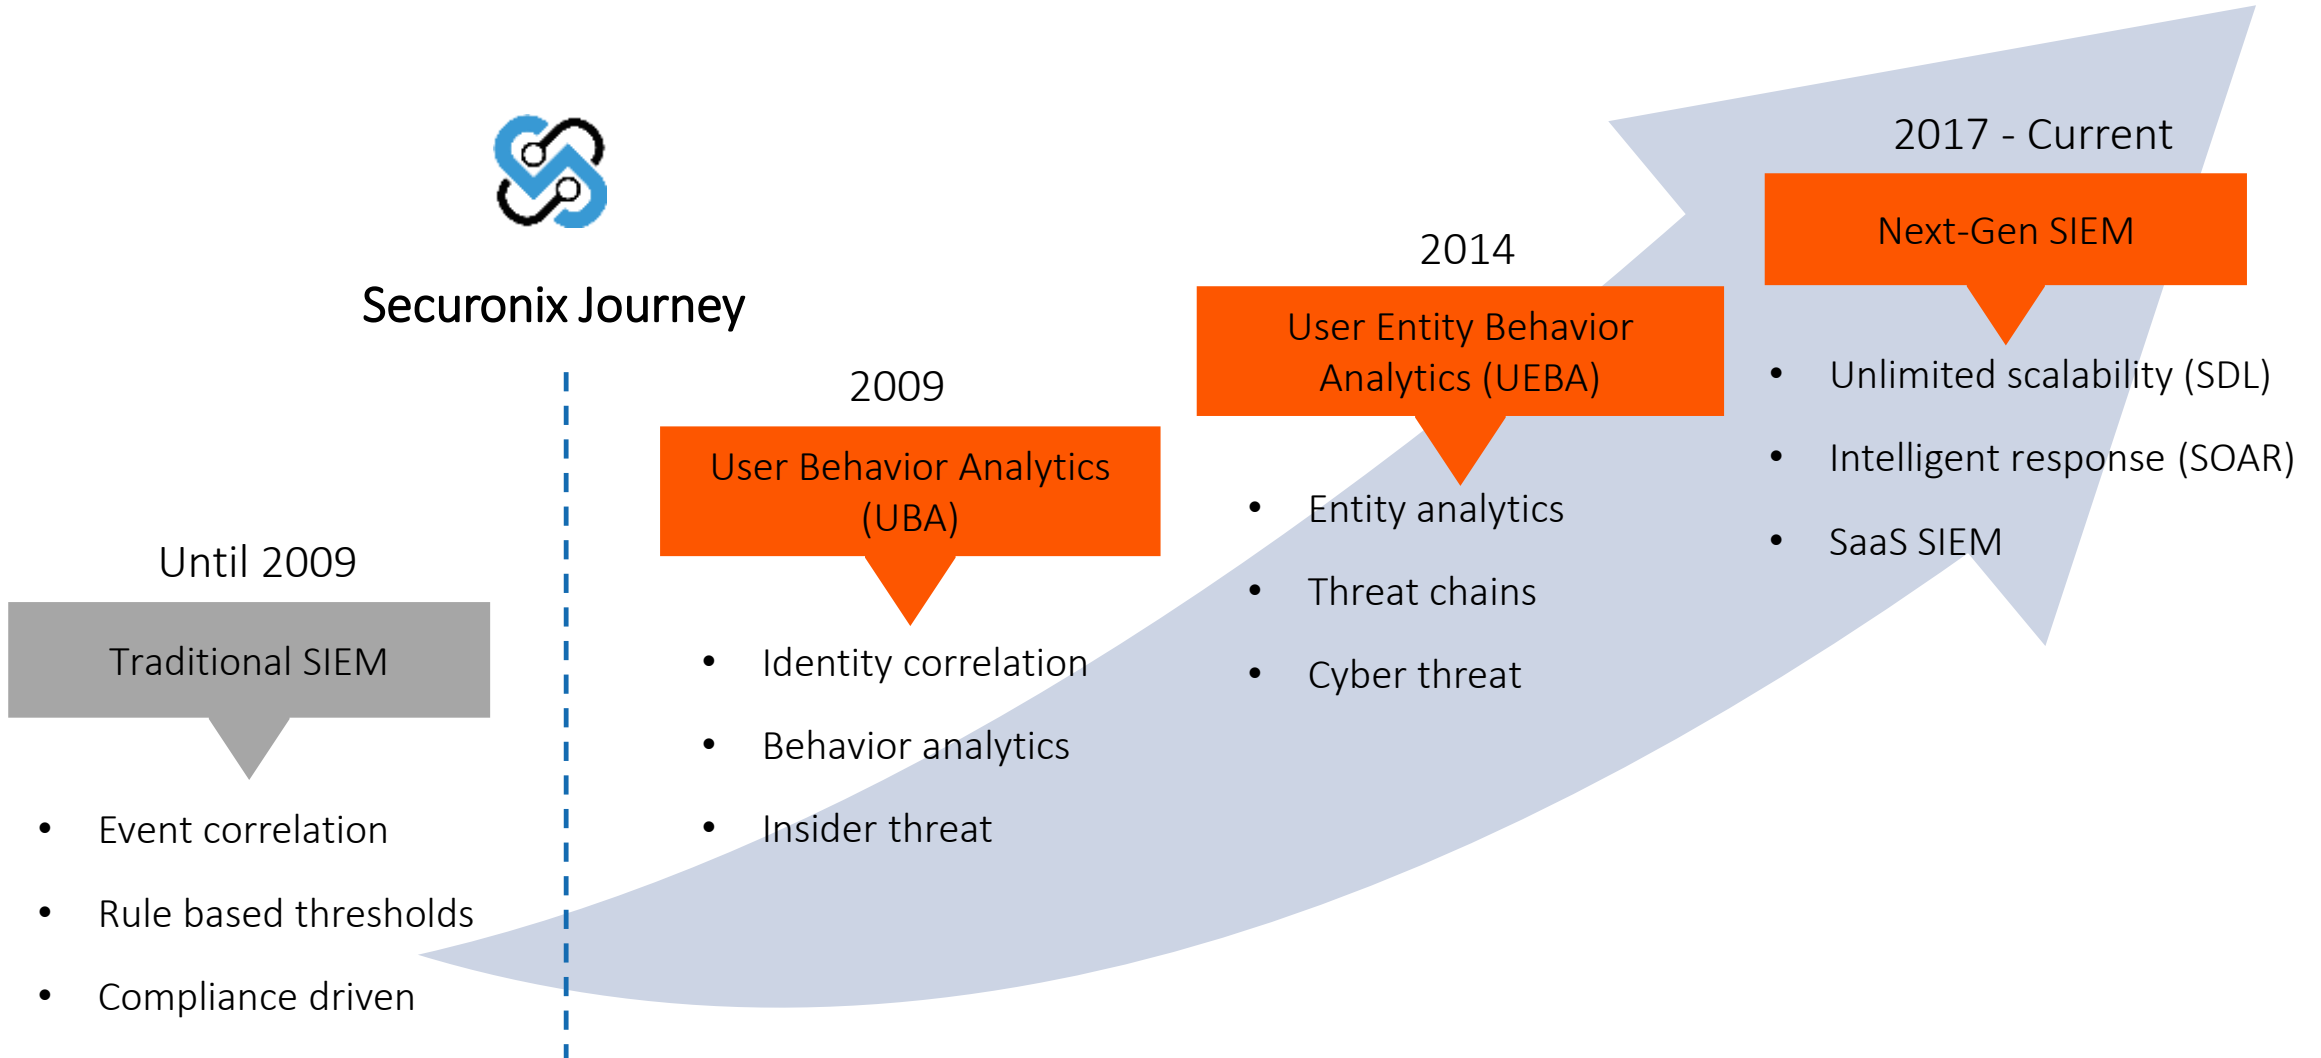 Securonix Journey
Until 2009
Traditional SIEM
• Event correlation
• Rule based thresholds
• Compliance driven
2009
User Behavior Analytics
(UBA)
• Identity correlation
• Behavior analytics
• Insider threat
2014
User Entity Behavior
Analytics (UEBA)
• Entity analytics
• Threat chains
• Cyber threat
2017 - Current
Next-Gen SIEM
• Unlimited scalability (SDL)
• Intelligent response (SOAR)
• SaaS SIEM